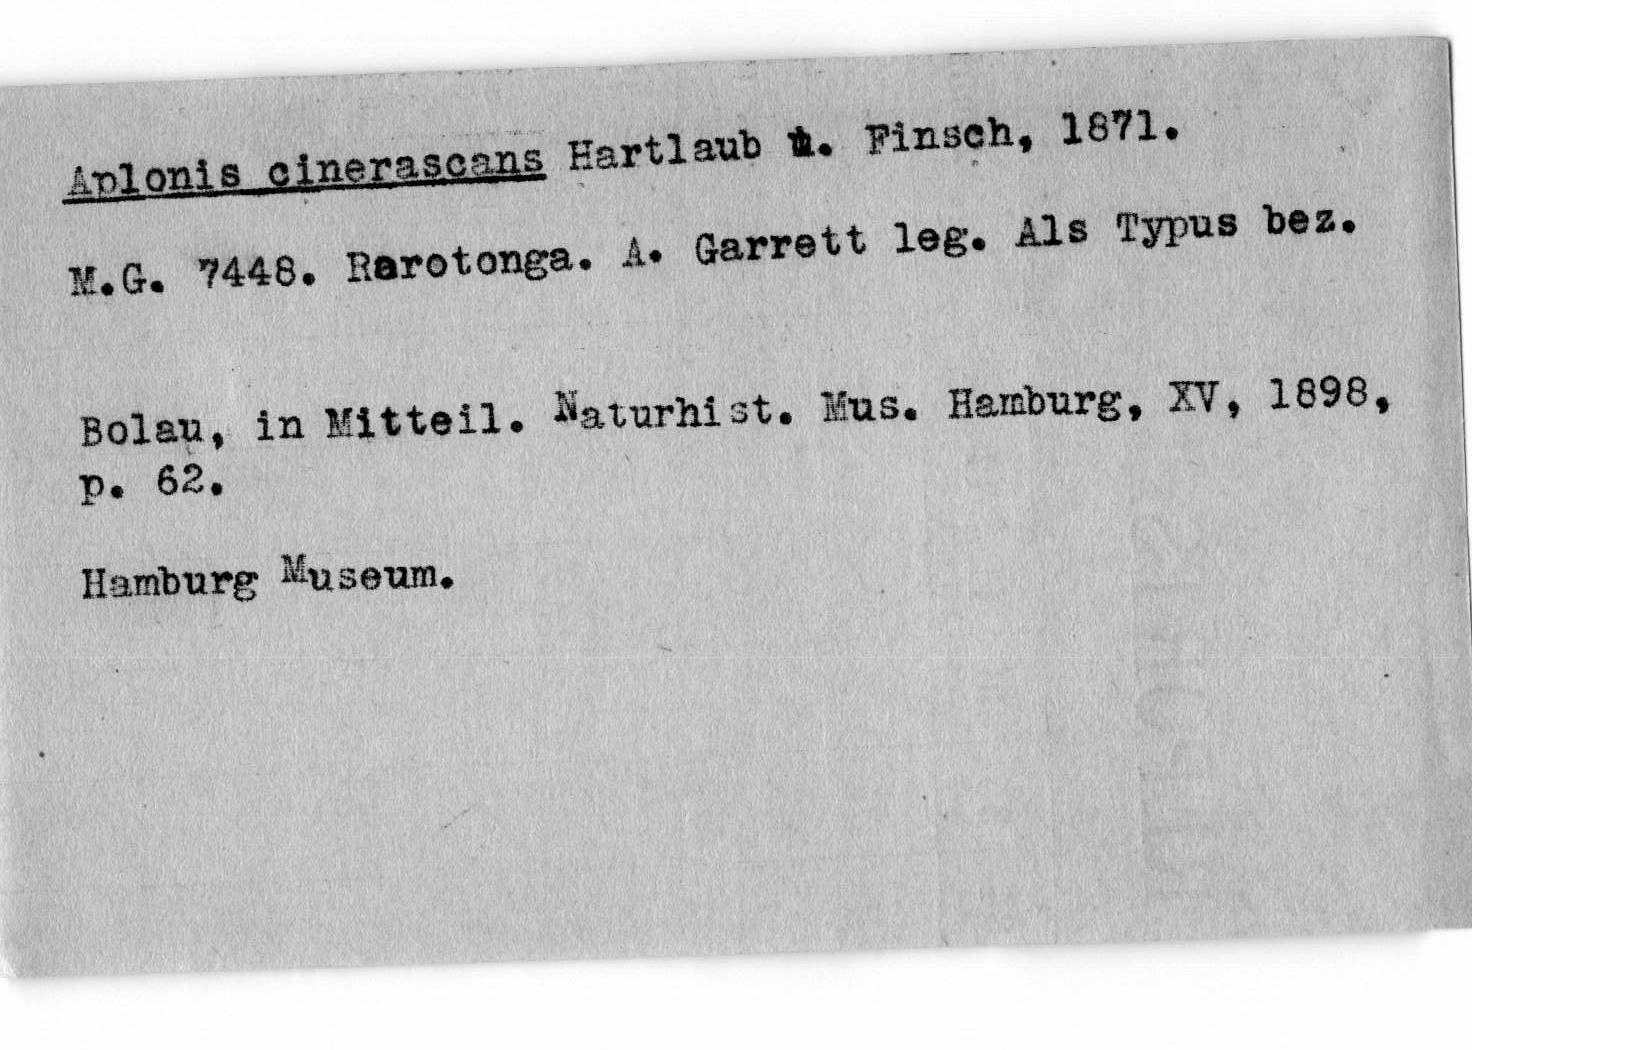 Aplonis cinerascans Hartlaub u. Finsch, 1871.
M.G. 7448. Rarotonga. A. Garrett leg. Als Typus bez.
Bolau, in Mitteil. Naturhist. Mus. Hamburg, XV, 1898,
p. 62.
Hamburg Museum.